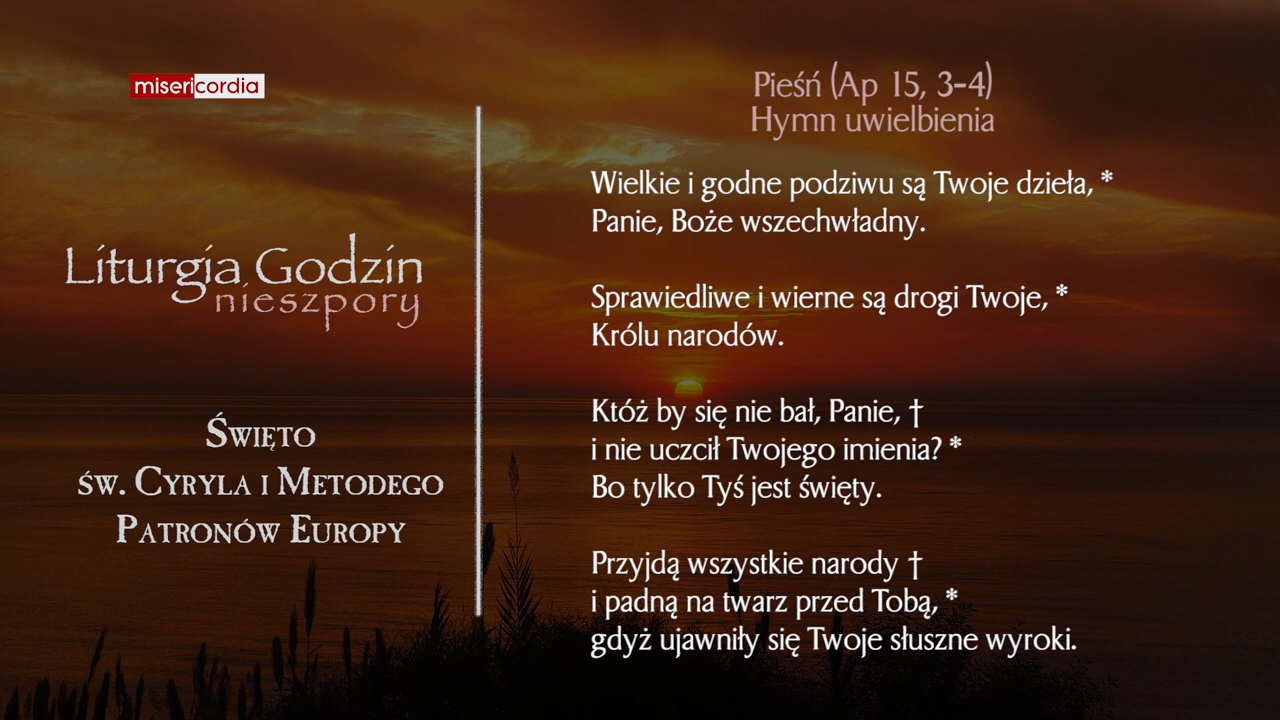 misericordia
Liturgia Godzin
nieszpory
Święto
św. Cyryla i Metodego
Patronów Europy
Pieśń (Ap 15, 3-4)
Hymn uwielbienia
Wielkie i godne podziwu są Twoje dzieła, *
Panie, Boże wszechwładny.
Sprawiedliwe i wierne są drogi Twoje, *
Królu narodów.
Któż by się nie bał, Panie, †
i nie uczcił Twojego imienia? *
Bo tylko Tyś jest święty.
Przyjdą wszystkie narody †
i padną na twarz przed Tobą, *
gdyż ujawniły się Twoje słuszne wyroki.